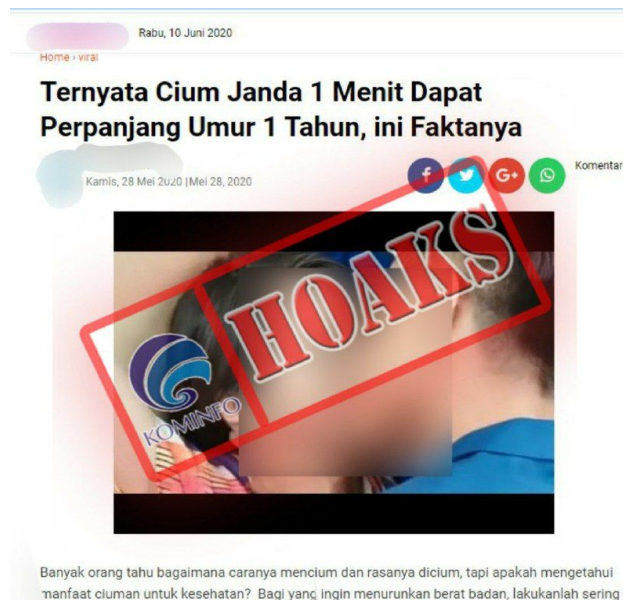 Rabu, 10 Juni 2020
Home › viral
Ternyata Cium Janda 1 Menit Dapat
Perpanjang Umur 1 Tahun, ini Faktanya
Kamis, 28 Mei 2020 | Mei 28, 2020
Komentar
HOAKS
KOMINFO
Banyak orang tahu bagaimana caranya mencium dan rasanya dicium, tapi apakah mengetahui
manfaat ciuman untuk kesehatan? Bagi yang ingin menurunkan berat badan, lakukanlah sering